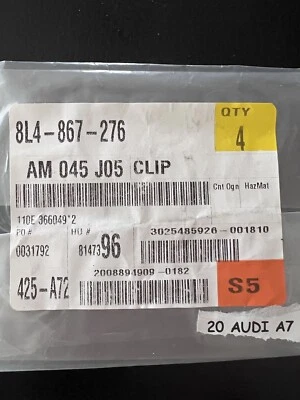 8L4-867-276
QTY
4
AM 045 J05 CLIP
Cnt Ogn HazMat
110E 366049*2
PO # HU #
0031792 8147396
3025485926-001810
2008894909-0182
425-A72
S5
20 AUDI A7